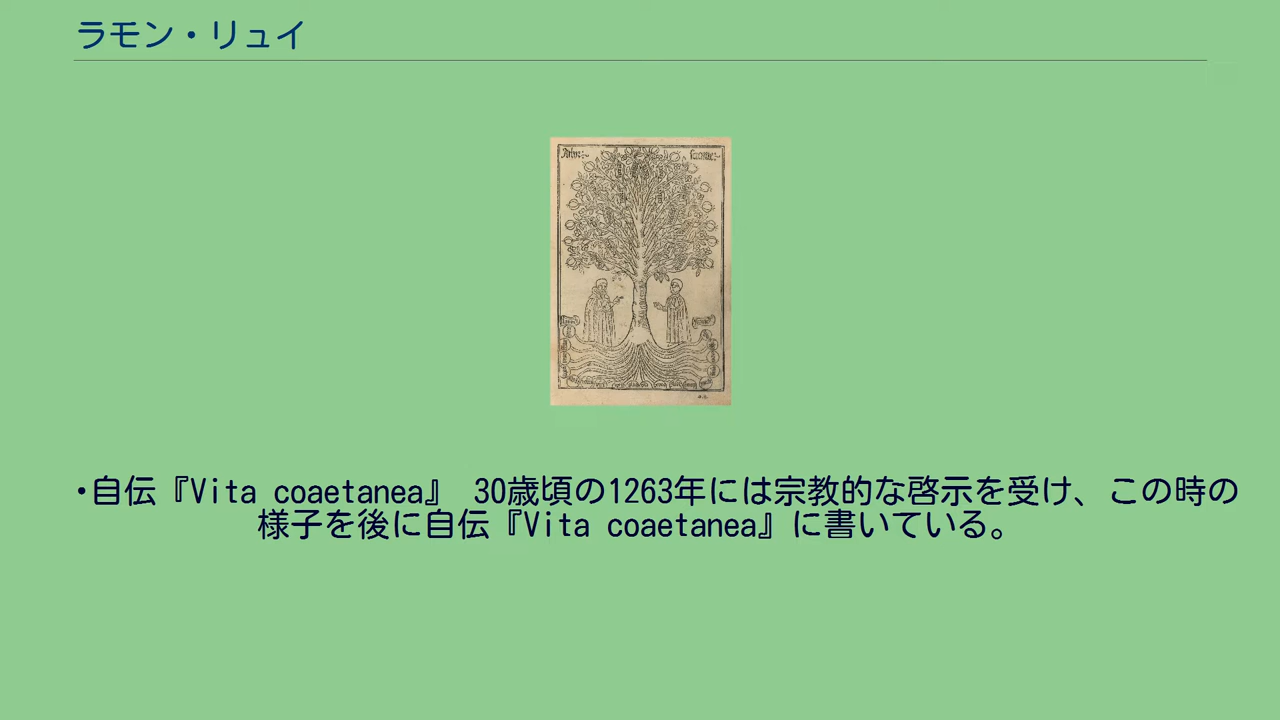 ラモン・リュイ
•自伝『Vita coaetanea』 30歳頃の1263年には宗教的な啓示を受け、この時の
様子を後に自伝『Vita coaetanea』に書いている。